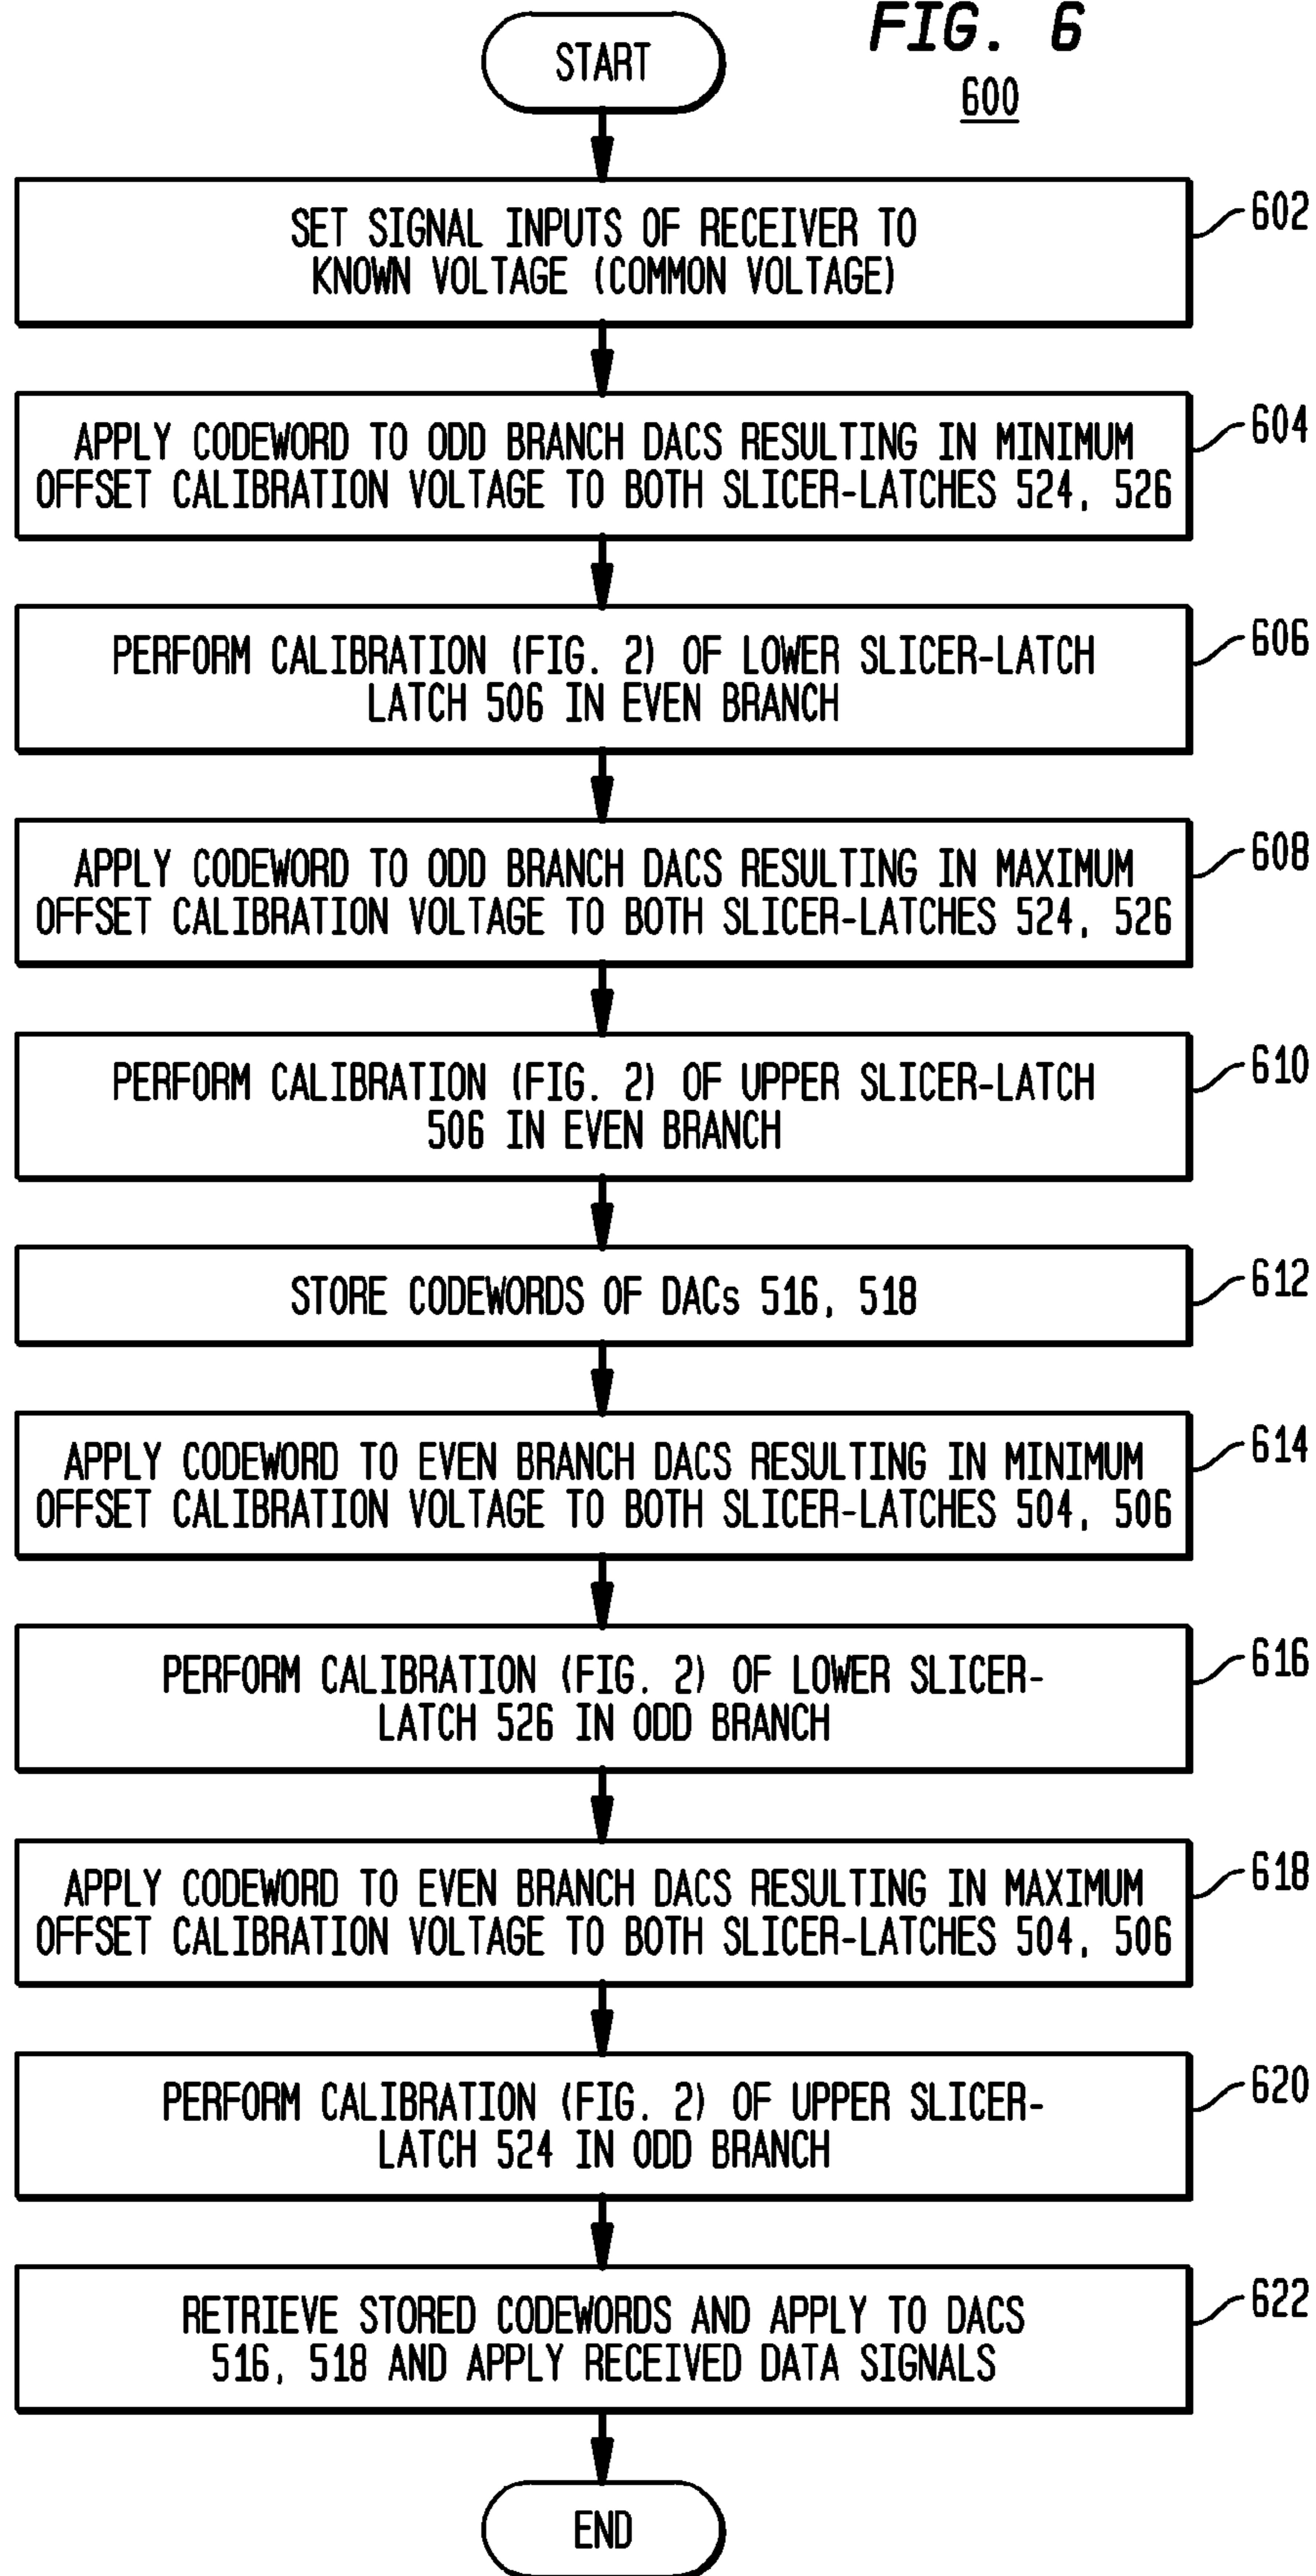 FIG. 6
600
START
SET SIGNAL INPUTS OF RECEIVER TO
KNOWN VOLTAGE (COMMON VOLTAGE)
602
APPLY CODEWORD TO ODD BRANCH DACS RESULTING IN MINIMUM
OFFSET CALIBRATION VOLTAGE TO BOTH SLICER-LATCHES 524, 526
604
PERFORM CALIBRATION (FIG. 2) OF LOWER SLICER-LATCH
LATCH 506 IN EVEN BRANCH
606
APPLY CODEWORD TO ODD BRANCH DACS RESULTING IN MAXIMUM
OFFSET CALIBRATION VOLTAGE TO BOTH SLICER-LATCHES 524, 526
608
PERFORM CALIBRATION (FIG. 2) OF UPPER SLICER-LATCH
506 IN EVEN BRANCH
610
STORE CODEWORDS OF DACs 516, 518
612
APPLY CODEWORD TO EVEN BRANCH DACS RESULTING IN MINIMUM
OFFSET CALIBRATION VOLTAGE TO BOTH SLICER-LATCHES 504, 506
614
PERFORM CALIBRATION (FIG. 2) OF LOWER SLICER-
LATCH 526 IN ODD BRANCH
616
APPLY CODEWORD TO EVEN BRANCH DACS RESULTING IN MAXIMUM
OFFSET CALIBRATION VOLTAGE TO BOTH SLICER-LATCHES 504, 506
618
PERFORM CALIBRATION (FIG. 2) OF UPPER SLICER-
LATCH 524 IN ODD BRANCH
620
RETRIEVE STORED CODEWORDS AND APPLY TO DACS
516, 518 AND APPLY RECEIVED DATA SIGNALS
622
END